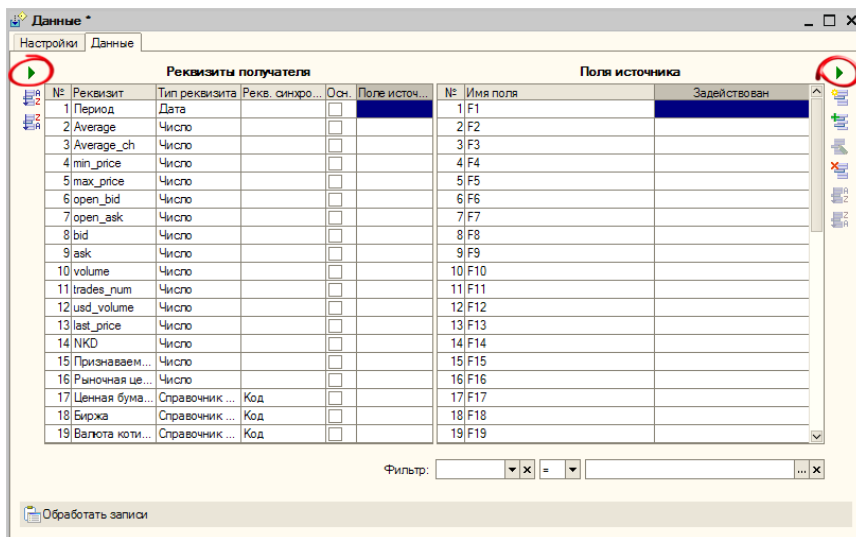 Данные *
Настройки Данные
Реквизиты получателя Поля источника
№ Реквизит Тип реквизита Рекв. синхро... Осн. Поле источ... № Имя поля Задействован
1 Период Дата 1 F1
2 Average Число 2 F2
3 Average_ch Число 3 F3
4 min_price Число 4 F4
5 max_price Число 5 F5
6 open_bid Число 6 F6
7 open_ask Число 7 F7
8 bid Число 8 F8
9 ask Число 9 F9
10 volume Число 10 F10
11 trades_num Число 11 F11
12 usd_volume Число 12 F12
13 last_price Число 13 F13
14 NKD Число 14 F14
15 Признаваем... Число 15 F15
16 Рыночная це... Число 16 F16
17 Ценная бума... Справочник ... Код 17 F17
18 Биржа Справочник ... Код 18 F18
19 Валюта коти... Справочник ... Код 19 F19
Фильтр: =
Обработать записи